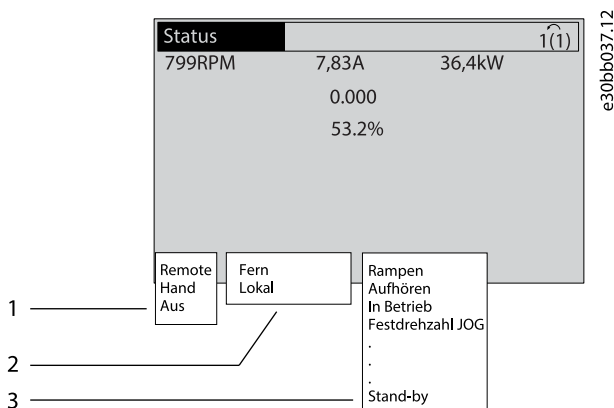 Status 1(1)
799RPM 7,83A 36,4kW
0.000
53.2%
Remote
Hand
Aus
Fern
Lokal
Rampen
Aufhören
In Betrieb
Festdrehzahl JOG
.
.
.
Stand-by
1
2
3
e30bb037.12